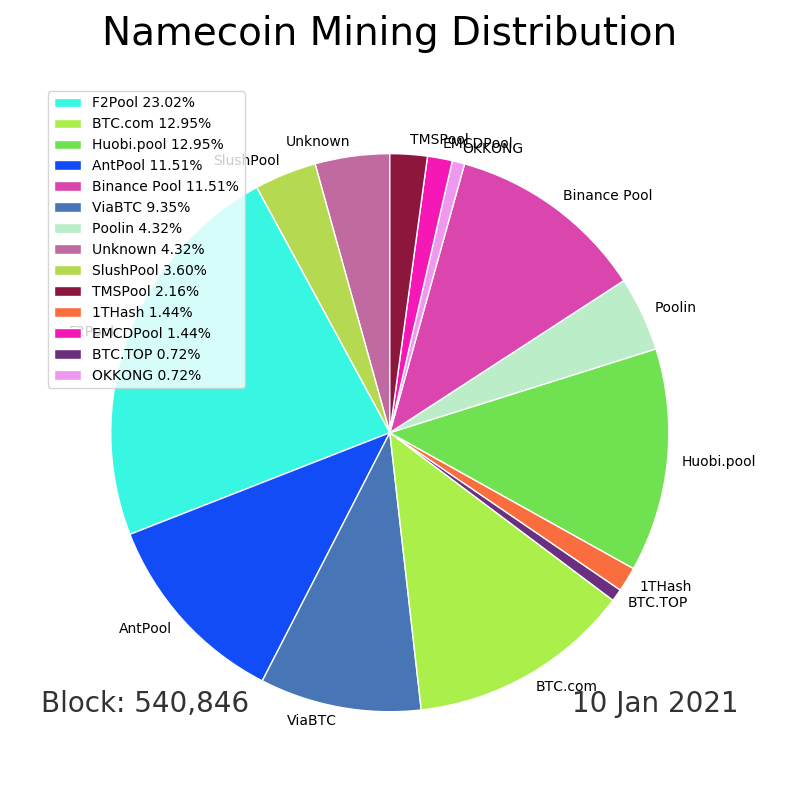 Namecoin Mining Distribution
F2Pool 23.02%
BTC.com 12.95%
Huobi.pool 12.95%
AntPool 11.51%
Binance Pool 11.51%
ViaBTC 9.35%
Poolin 4.32%
Unknown 4.32%
SlushPool 3.60%
TMSPool 2.16%
1THash 1.44%
EMCDPool 1.44%
BTC.TOP 0.72%
OKKONG 0.72%
TMSPool
EMCDPool
OKKONG
Unknown
SlushPool
Binance Pool
Poolin
F2Pool
Huobi.pool
1THash
BTC.TOP
AntPool
BTC.com
ViaBTC
Block: 540,846
10 Jan 2021